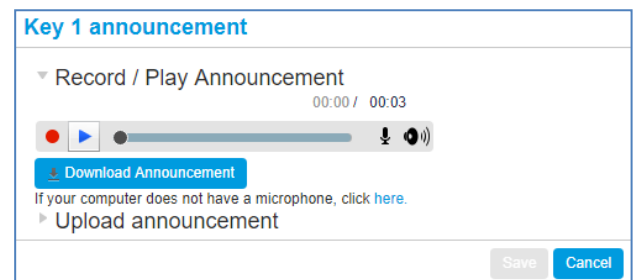 Key 1 announcement
Record / Play Announcement
00:00 / 00:03
Download Announcement
If your computer does not have a microphone, click here.
Upload announcement
Save Cancel